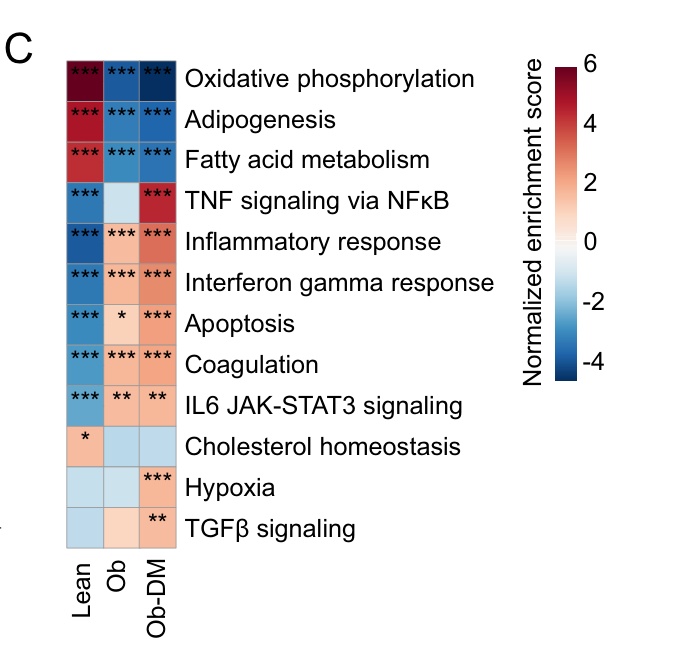 C
*** *** *** Oxidative phosphorylation
*** *** *** Adipogenesis
*** *** *** Fatty acid metabolism
*** *** TNF signaling via NFκB
*** *** *** Inflammatory response
*** *** *** Interferon gamma response
*** * *** Apoptosis
*** *** *** Coagulation
*** ** ** IL6 JAK-STAT3 signaling
* Cholesterol homeostasis
*** Hypoxia
** TGFβ signaling
Lean
Ob
Ob-DM
Normalized enrichment score
6
4
2
0
-2
-4